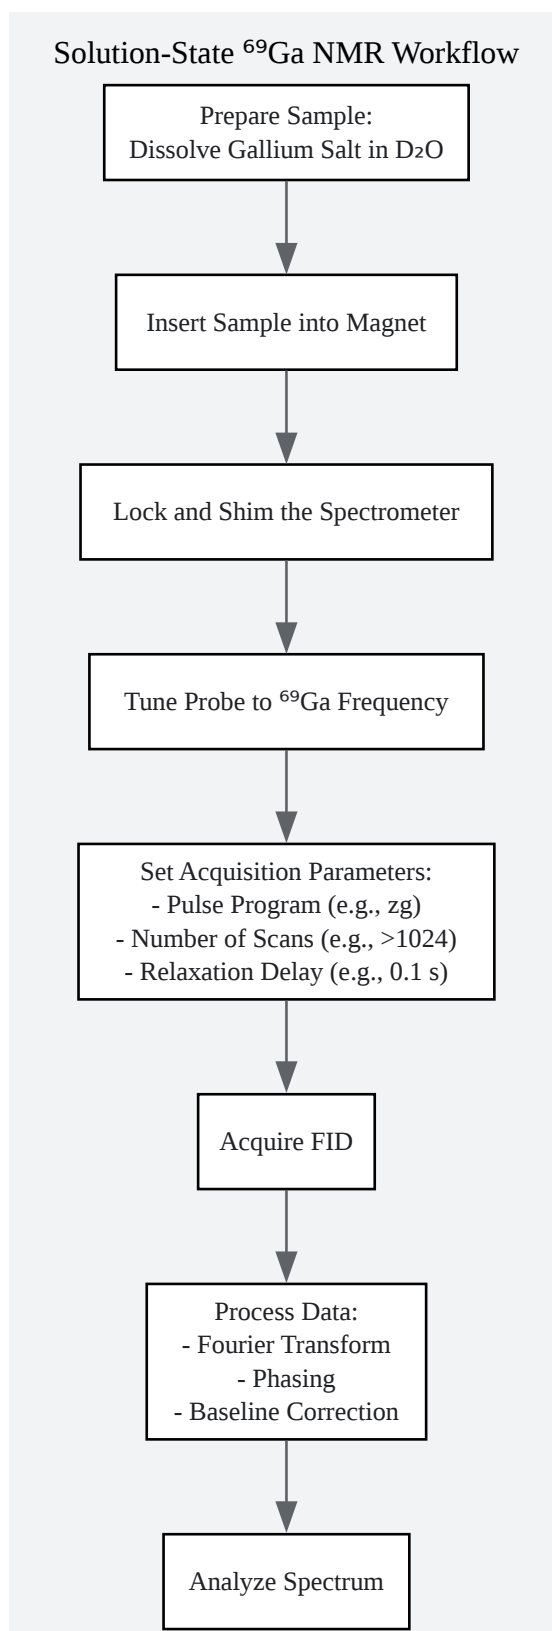 Solution-State ⁶⁹Ga NMR Workflow
Prepare Sample:
Dissolve Gallium Salt in D₂O
Insert Sample into Magnet
Lock and Shim the Spectrometer
Tune Probe to ⁶⁹Ga Frequency
Set Acquisition Parameters:
- Pulse Program (e.g., zg)
- Number of Scans (e.g., >1024)
- Relaxation Delay (e.g., 0.1 s)
Acquire FID
Process Data:
- Fourier Transform
- Phasing
- Baseline Correction
Analyze Spectrum